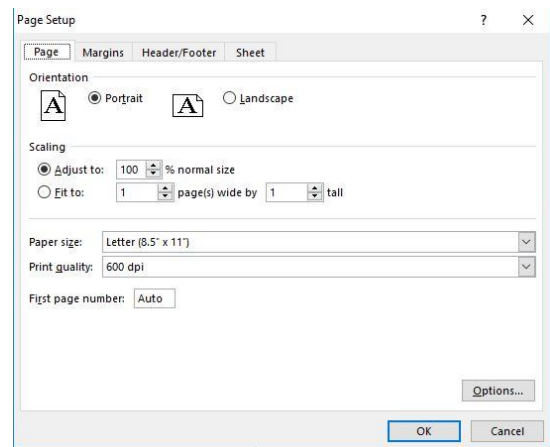 Page Setup ? ×
Page Margins Header/Footer Sheet
Orientation
A Portrait A Landscape
Scaling
Adjust to: 100 % normal size
Fit to: 1 page(s) wide by 1 tall
Paper size: Letter (8.5" x 11")
Print quality: 600 dpi
First page number: Auto
Options...
OK Cancel